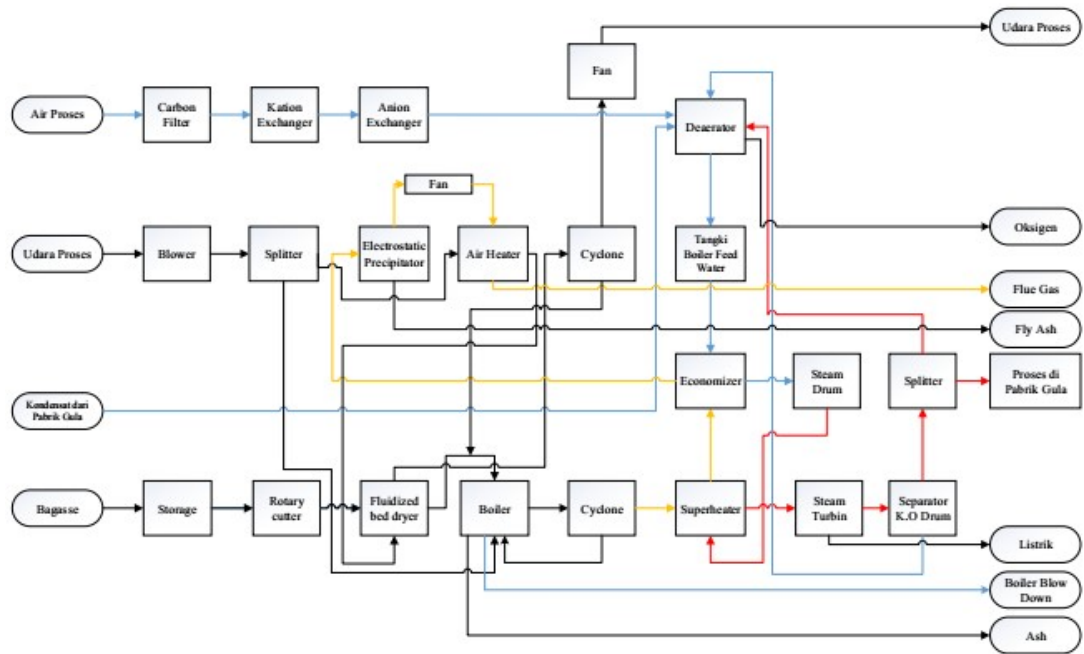 Udara Proses
Fan
Air Proses
Carbon
Filter
Kation
Exchanger
Anion
Exchanger
Deaerator
Fan
Udara Proses
Blower
Splitter
Electrostatic
Precipitator
Air Heater
Cyclone
Tangki
Boiler Feed
Water
Oksigen
Flue Gas
Fly Ash
Economizer
Steam
Drum
Splitter
Proses di
Pabrik Gula
Kondensat dari
Pabrik Gula
Bagasse
Storage
Rotary
cutter
Fluidized
bed dryer
Boiler
Cyclone
Superheater
Steam
Turbin
Separator
K.O Drum
Listrik
Boiler Blow
Down
Ash